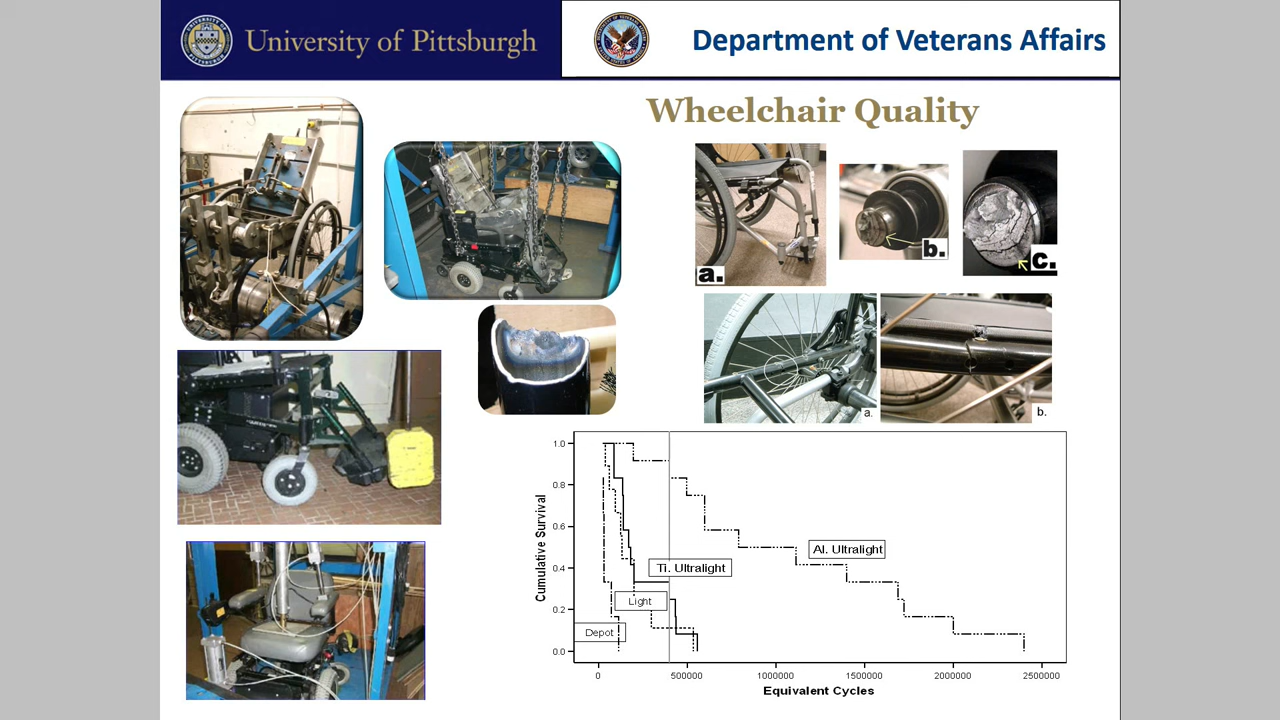 University of Pittsburgh
Department of Veterans Affairs
Wheelchair Quality
a.
b.
c.
a.
b.
Cumulative Survival
1.0
0.8
0.6
0.4
0.2
0.0
Al. Ultralight
Ti. Ultralight
Light
Depot
0
500000
1000000
1500000
2000000
2500000
Equivalent Cycles